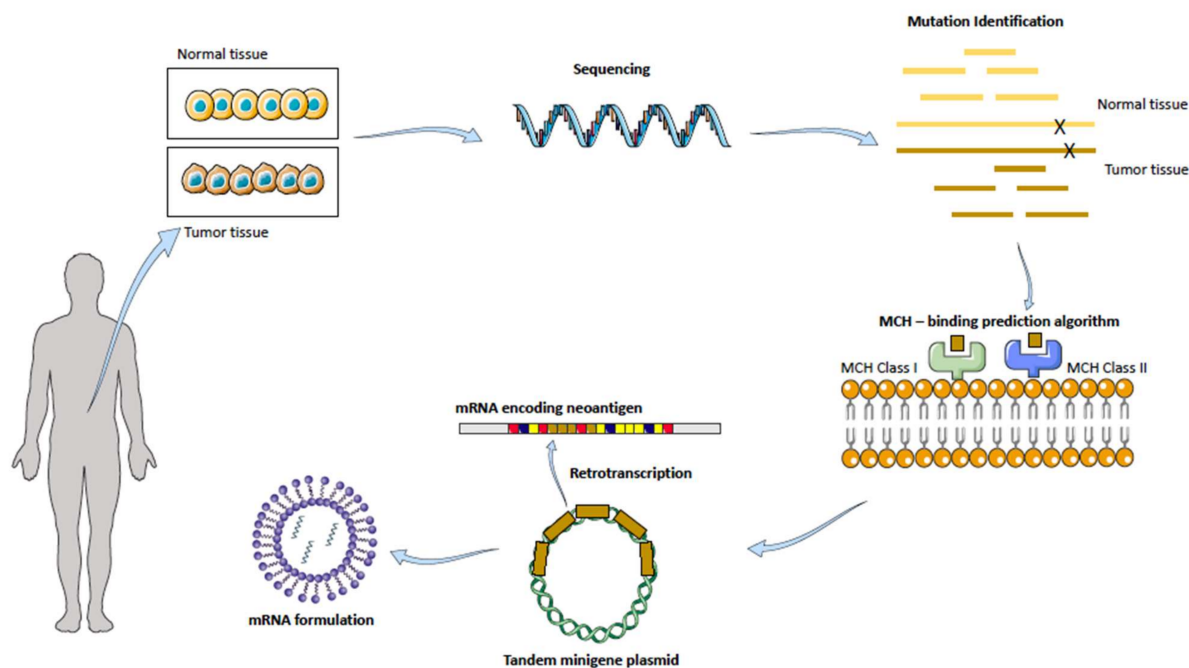 Normal tissue
Tumor tissue
Sequencing
Mutation Identification
Normal tissue
X
X
Tumor tissue
MCH – binding prediction algorithm
MCH Class I
MCH Class II
mRNA encoding neoantigen
Retrotranscription
Tandem minigene plasmid
mRNA formulation